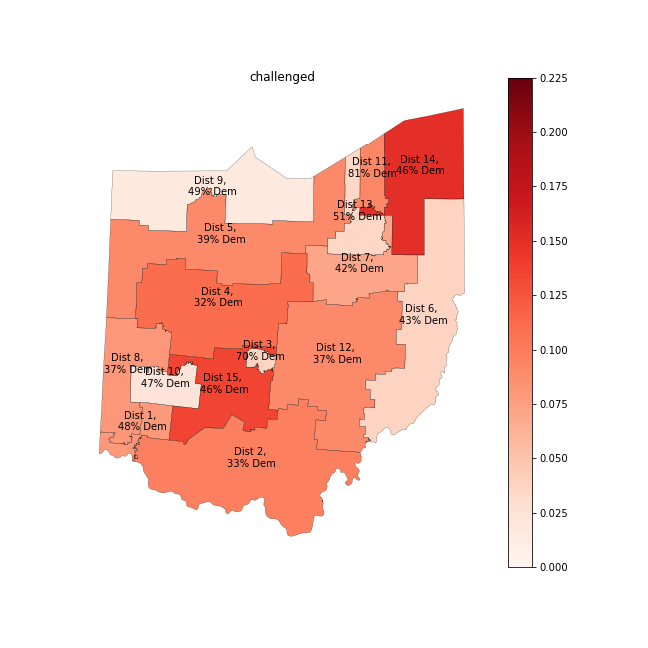 challenged
Dist 9,
49% Dem
Dist 11,
81% Dem
Dist 14,
46% Dem
Dist 13,
51% Dem
Dist 5,
39% Dem
Dist 7,
42% Dem
Dist 4,
32% Dem
Dist 6,
43% Dem
Dist 3,
70% Dem
Dist 12,
37% Dem
Dist 8,
37% Dem
Dist 10,
47% Dem
Dist 15,
46% Dem
Dist 1,
48% Dem
Dist 2,
33% Dem
0.225
0.200
0.175
0.150
0.125
0.100
0.075
0.050
0.025
0.000